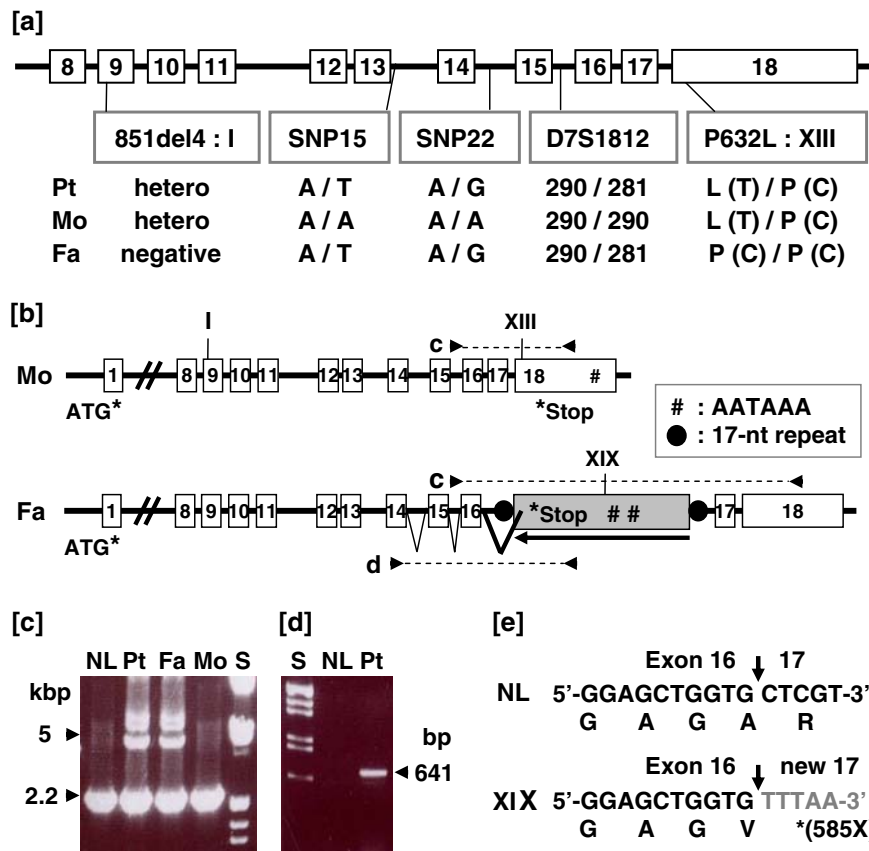 [a]
8 9 10 11 12 13 14 15 16 17 18
851del4 : I SNP15 SNP22 D7S1812 P632L : XIII
Pt hetero A / T A / G 290 / 281 L (T) / P (C)
Mo hetero A / A A / A 290 / 290 L (T) / P (C)
Fa negative A / T A / G 290 / 281 P (C) / P (C)
[b]
I XIII
c
Mo 1 8 9 10 11 12 13 14 15 16 17 18 #
ATG* *Stop
# : AATAAA
● : 17-nt repeat
XIX
c
Fa 1 8 9 10 11 12 13 14 15 16 *Stop # # 17 18
ATG*
d
[c] [d] [e]
NL Pt Fa Mo S
kbp
5
2.2
S NL Pt
bp
641
Exon 16 17
NL 5'-GGAGCTGGTG CTCGT-3'
G A G A R
Exon 16 new 17
XIX 5'-GGAGCTGGTG TTTAA-3'
G A G V *(585X